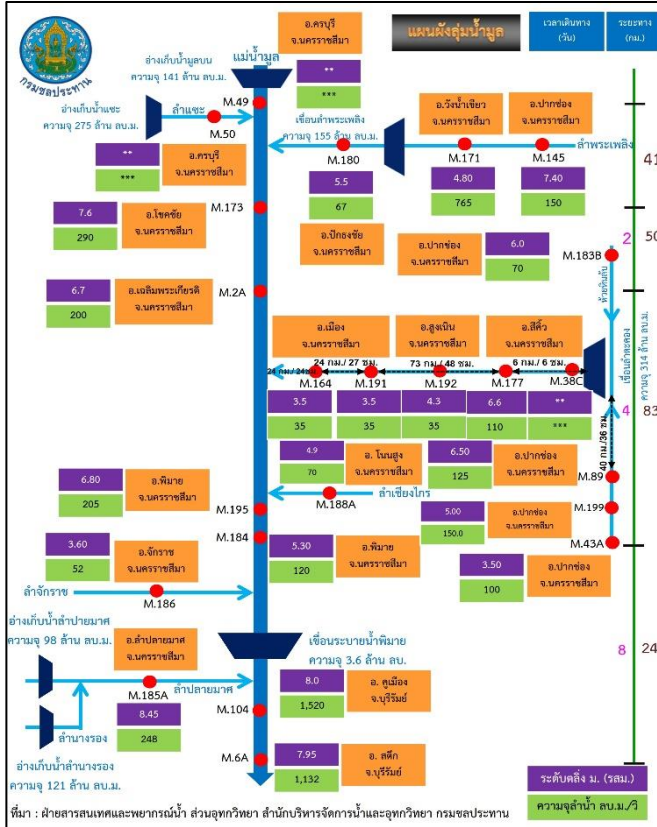 แผนผังลุ่มน้ำมูล
เวลาเดินทาง
(วัน)
ระยะทาง
(กม.)
กรมชลประทาน
อ่างเก็บน้ำมูลบน
ความจุ 141 ล้าน ลบ.ม.
แม่น้ำมูล
อ.ครบุรี
จ.นครราชสีมา
**
***
อ่างเก็บน้ำแซะ
ความจุ 275 ล้าน ลบ.ม.
ลำแซะ
M.49
M.50
เขื่อนลำพระเพลิง
ความจุ 155 ล้าน ลบ.ม.
อ.วังน้ำเขียว
จ.นครราชสีมา
อ.ปากช่อง
จ.นครราชสีมา
ลำพระเพลิง
M.180
M.171
M.145
41
**
***
อ.ครบุรี
จ.นครราชสีมา
5.5
67
4.80
765
7.40
150
M.173
7.6
290
อ.โชคชัย
จ.นครราชสีมา
อ.ปักธงชัย
จ.นครราชสีมา
อ.ปากช่อง
จ.นครราชสีมา
6.0
70
M.183B
2
50
6.7
200
อ.เฉลิมพระเกียรติ
จ.นครราชสีมา
M.2A
ห้วยหินลับ
เขื่อนลำตะคอง
ความจุ 314 ล้าน ลบ.ม.
อ.เมือง
จ.นครราชสีมา
อ.สูงเนิน
จ.นครราชสีมา
อ.สีคิ้ว
จ.นครราชสีมา
24 กม./ 24ชม.
24 กม./ 27 ชม.
73 กม./ 48 ชม.
6 กม./ 6 ชม.
M.164
M.191
M.192
M.177
M.38C
3.5
35
3.5
35
4.3
35
6.6
110
**
***
4
83
40 กม./36 ชม.
4.9
70
อ. โนนสูง
จ.นครราชสีมา
6.50
125
อ.ปากช่อง
จ.นครราชสีมา
M.89
6.80
205
อ.พิมาย
จ.นครราชสีมา
M.195
M.188A
ลำเชียงไกร
5.00
150.0
อ.ปากช่อง
จ.นครราชสีมา
M.199
M.184
M.43A
3.60
52
อ.จักราช
จ.นครราชสีมา
5.30
120
อ.พิมาย
จ.นครราชสีมา
3.50
100
อ.ปากช่อง
จ.นครราชสีมา
ลำจักราช
M.186
อ่างเก็บน้ำลำปลายมาศ
ความจุ 98 ล้าน ลบ.ม.
อ.ลำปลายมาศ
จ.นครราชสีมา
เขื่อนระบายน้ำพิมาย
ความจุ 3.6 ล้าน ลบ.
8
24
M.185A
ลำปลายมาศ
8.45
248
M.104
8.0
1,520
อ. คูเมือง
จ.บุรีรัมย์
ลำนางรอง
อ่างเก็บน้ำลำนางรอง
ความจุ 121 ล้าน ลบ.ม.
M.6A
7.95
1,132
อ. สตึก
จ.บุรีรัมย์
ระดับตลิ่ง ม. (รสม.)
ความจุลำน้ำ ลบ.ม./วิ
ที่มา : ฝ่ายสารสนเทศและพยากรณ์น้ำ ส่วนอุทกวิทยา สำนักบริหารจัดการน้ำและอุทกวิทยา กรมชลประทาน